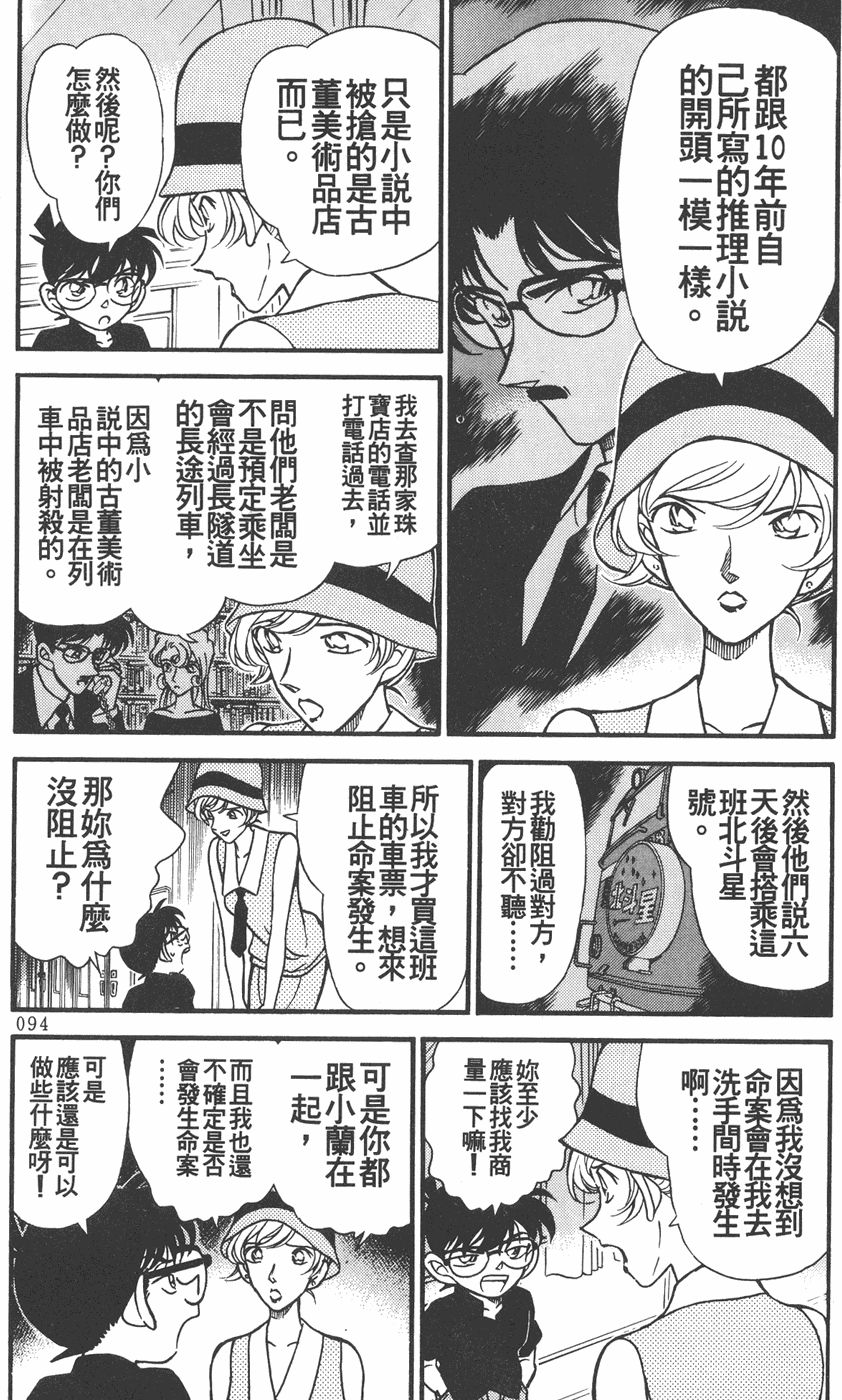 都跟10年前自
己所寫的推理小説
的開頭一模一樣。
只是小説中
被搶的是古
董美術品店
而已。
然後呢？你們
怎麼做？
我去查那家珠
寶店的電話並
打電話過去，
問他們老闆是
不是預定乘坐
會經過長隧道
的長途列車，
因爲小
説中的古董美術
品店老闆是在列
車中被射殺的。
然後他們說六
天後會搭乘這
班北斗星
號。
北斗星
我勸阻過對方，
對方卻不聽……
所以我才買這班
車的車票，想來
阻止命案發生。
那妳爲什麼
沒阻止？
094
因爲我沒想到
命案會在我去
洗手間時發生
啊……
妳至少
應該找我商
量一下嘛！
可是你都
跟小蘭在
一起，
而且我也還
不確定是否
會發生命案
……
可是
應該還是可以
做些什麼呀！